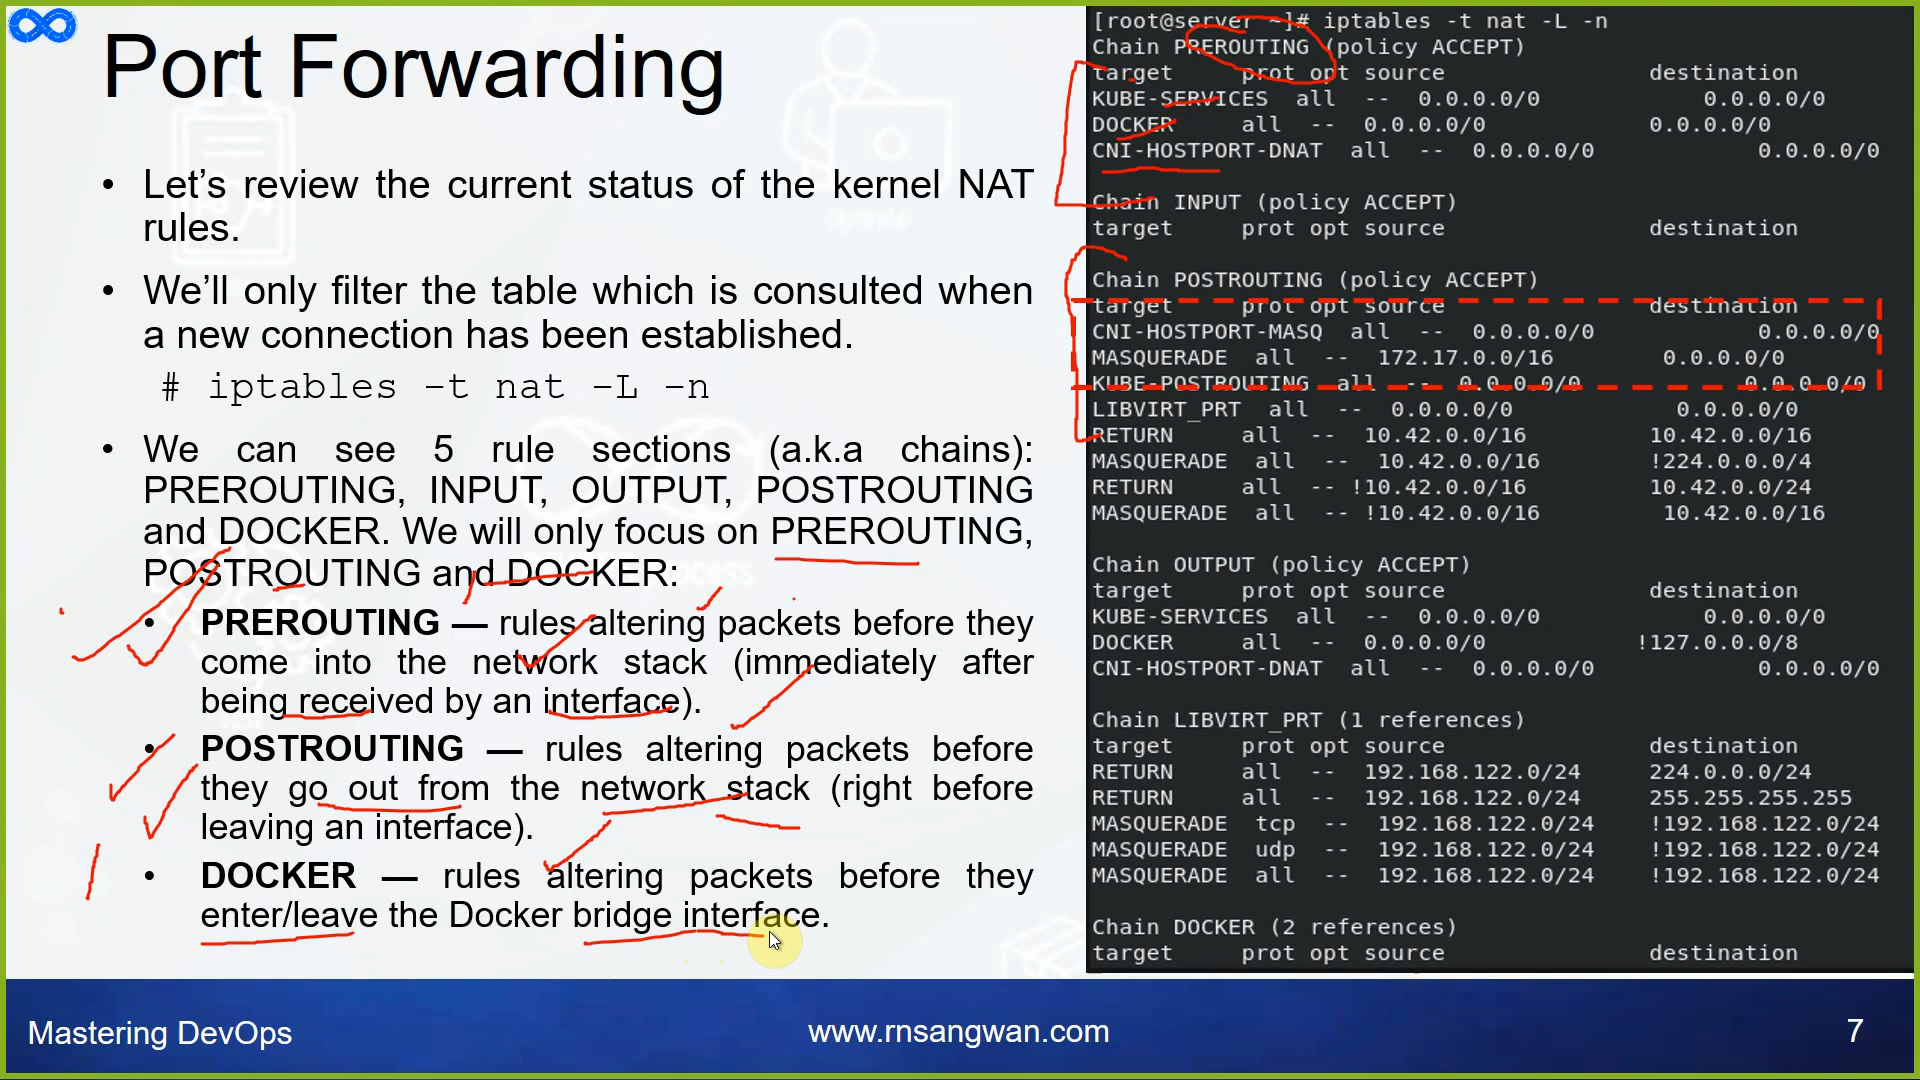 Port Forwarding
• Let’s review the current status of the kernel NAT
rules.
• We’ll only filter the table which is consulted when
a new connection has been established.
# iptables –t nat –L –n
• We can see 5 rule sections (a.k.a chains):
PREROUTING, INPUT, OUTPUT, POSTROUTING
and DOCKER. We will only focus on PREROUTING,
POSTROUTING and DOCKER:
• PREROUTING — rules altering packets before they
come into the network stack (immediately after
being received by an interface).
• POSTROUTING — rules altering packets before
they go out from the network stack (right before
leaving an interface).
• DOCKER — rules altering packets before they
enter/leave the Docker bridge interface.
[root@server ~]# iptables -t nat -L -n
Chain PREROUTING (policy ACCEPT)
target prot opt source destination
KUBE-SERVICES all -- 0.0.0.0/0 0.0.0.0/0
DOCKER all -- 0.0.0.0/0 0.0.0.0/0
CNI-HOSTPORT-DNAT all -- 0.0.0.0/0 0.0.0.0/0
Chain INPUT (policy ACCEPT)
target prot opt source destination
Chain POSTROUTING (policy ACCEPT)
target prot opt source destination
CNI-HOSTPORT-MASQ all -- 0.0.0.0/0 0.0.0.0/0
MASQUERADE all -- 172.17.0.0/16 0.0.0.0/0
KUBE-POSTROUTING all -- 0.0.0.0/0 0.0.0.0/0
LIBVIRT_PRT all -- 0.0.0.0/0 0.0.0.0/0
RETURN all -- 10.42.0.0/16 10.42.0.0/16
MASQUERADE all -- 10.42.0.0/16 !224.0.0.0/4
RETURN all -- !10.42.0.0/16 10.42.0.0/24
MASQUERADE all -- !10.42.0.0/16 10.42.0.0/16
Chain OUTPUT (policy ACCEPT)
target prot opt source destination
KUBE-SERVICES all -- 0.0.0.0/0 0.0.0.0/0
DOCKER all -- 0.0.0.0/0 !127.0.0.0/8
CNI-HOSTPORT-DNAT all -- 0.0.0.0/0 0.0.0.0/0
Chain LIBVIRT_PRT (1 references)
target prot opt source destination
RETURN all -- 192.168.122.0/24 224.0.0.0/24
RETURN all -- 192.168.122.0/24 255.255.255.255
MASQUERADE tcp -- 192.168.122.0/24 !192.168.122.0/24
MASQUERADE udp -- 192.168.122.0/24 !192.168.122.0/24
MASQUERADE all -- 192.168.122.0/24 !192.168.122.0/24
Chain DOCKER (2 references)
target prot opt source destination
Mastering DevOps
www.rnsangwan.com
7